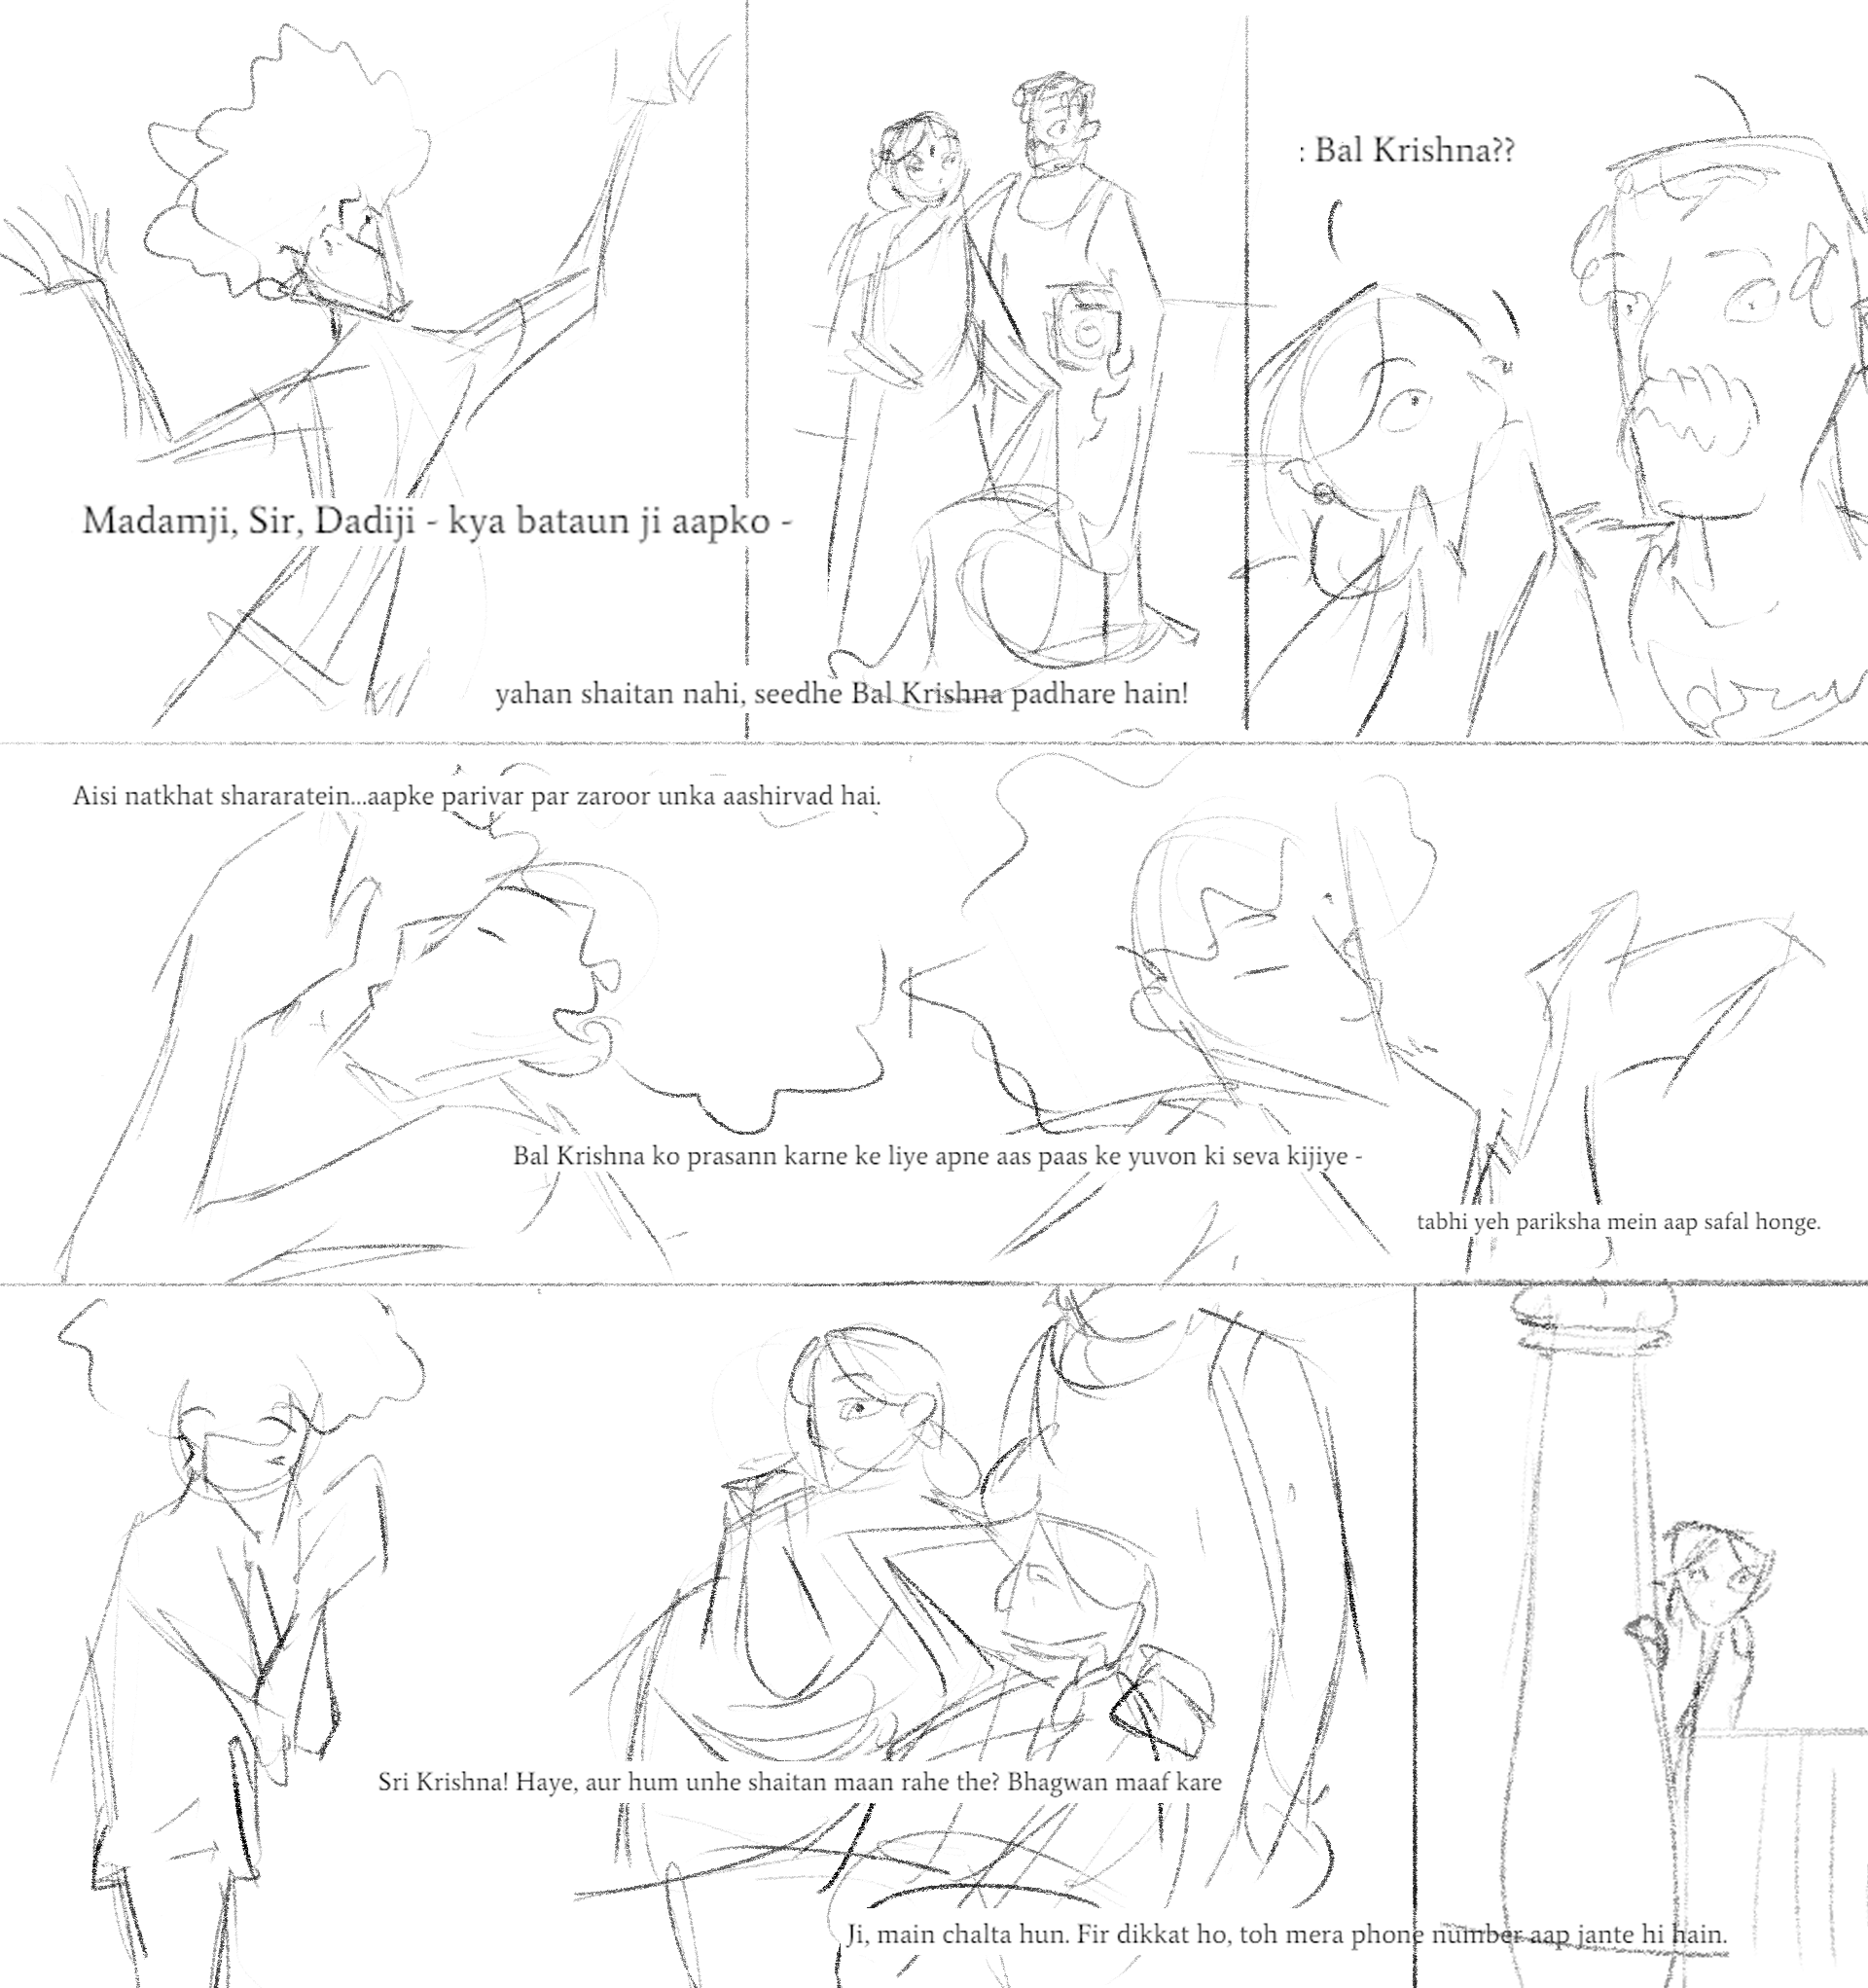 : Bal Krishna??
Madamji, Sir, Dadiji - kya bataun ji aapko -
yahan shaitan nahi, seedhe Bal Krishna padhare hain!
Aisi natkhat shararatein...aapke parivar par zaroor unka aashirvad hai.
Bal Krishna ko prasann karne ke liye apne aas paas ke yuvon ki seva kijiye -
tabhi yeh pariksha mein aap safal honge.
Sri Krishna! Haye, aur hum unhe shaitan maan rahe the? Bhagwan maaf kare
Ji, main chalta hun. Fir dikkat ho, toh mera phone number aap jante hi hain.